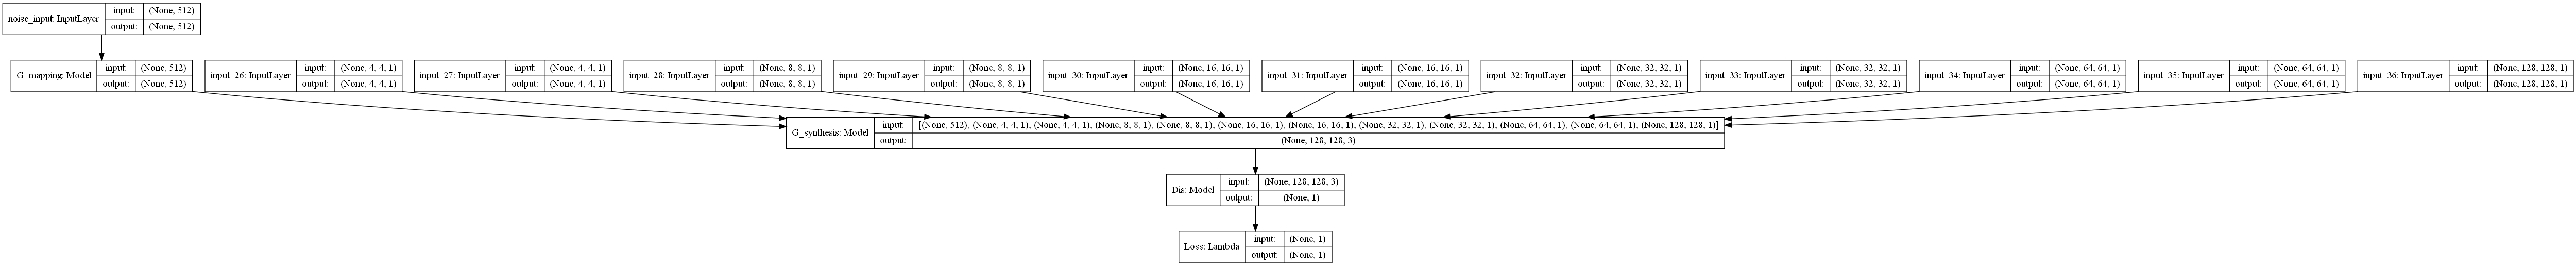 noise_input: InputLayer input: (None, 512)
output: (None, 512)
G_mapping: Model input: (None, 512)
output: (None, 512)
input_26: InputLayer input: (None, 4, 4, 1)
output: (None, 4, 4, 1)
input_27: InputLayer input: (None, 4, 4, 1)
output: (None, 4, 4, 1)
input_28: InputLayer input: (None, 8, 8, 1)
output: (None, 8, 8, 1)
input_29: InputLayer input: (None, 8, 8, 1)
output: (None, 8, 8, 1)
input_30: InputLayer input: (None, 16, 16, 1)
output: (None, 16, 16, 1)
input_31: InputLayer input: (None, 16, 16, 1)
output: (None, 16, 16, 1)
input_32: InputLayer input: (None, 32, 32, 1)
output: (None, 32, 32, 1)
input_33: InputLayer input: (None, 32, 32, 1)
output: (None, 32, 32, 1)
input_34: InputLayer input: (None, 64, 64, 1)
output: (None, 64, 64, 1)
input_35: InputLayer input: (None, 64, 64, 1)
output: (None, 64, 64, 1)
input_36: InputLayer input: (None, 128, 128, 1)
output: (None, 128, 128, 1)
G_synthesis: Model input: [(None, 512), (None, 4, 4, 1), (None, 4, 4, 1), (None, 8, 8, 1), (None, 8, 8, 1), (None, 16, 16, 1), (None, 16, 16, 1), (None, 32, 32, 1), (None, 32, 32, 1), (None, 64, 64, 1), (None, 64, 64, 1), (None, 128, 128, 1)]
output: (None, 128, 128, 3)
Dis: Model input: (None, 128, 128, 3)
output: (None, 1)
Loss: Lambda input: (None, 1)
output: (None, 1)